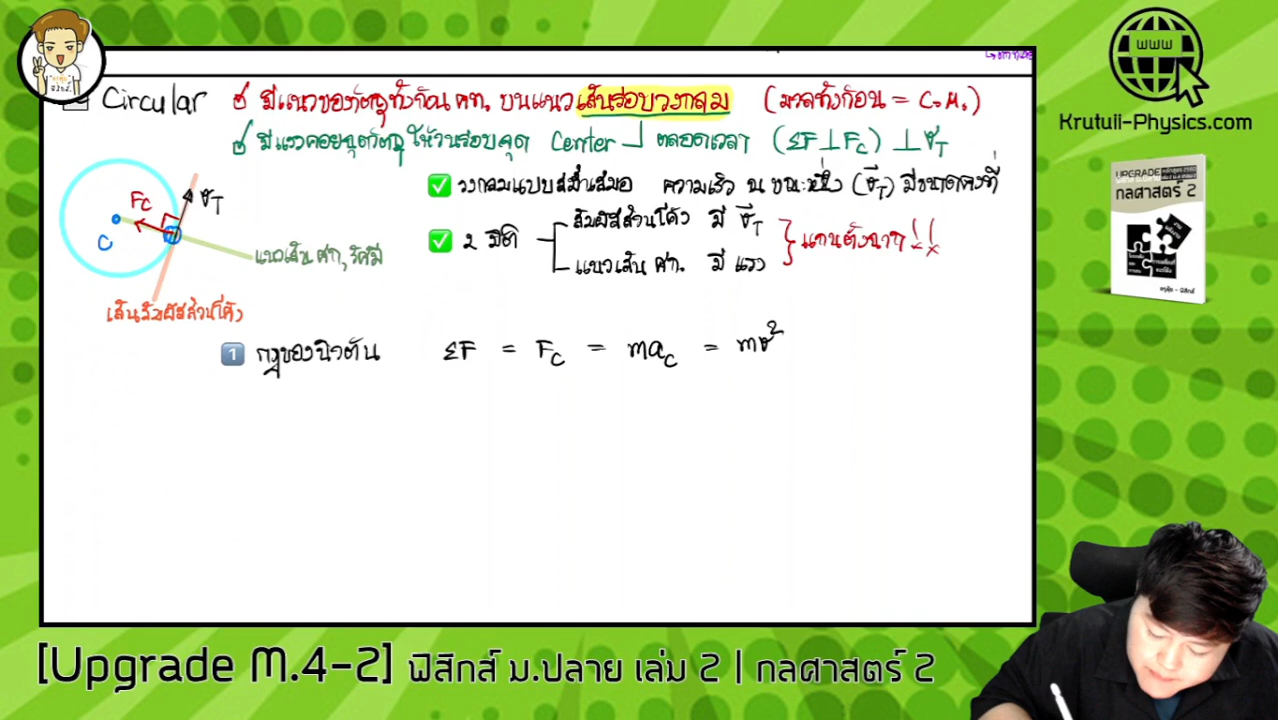 Circular มีแนวของวัตถุทั้งก้อน คท. บนแนวเส้นรอบวงกลม (มวลทั้งก้อน = C.M.)
มีแรงคอยฉุดวัตถุให้วนรอบจุด Center ตลอดเวลา (ΣF ⊥ Fc) ⊥ vT
วงกลมแบบสม่ำเสมอ ความเร็ว ณ ขณะหนึ่ง (vT) มีขนาดคงที่
2 มิติ
สัมผัสส่วนโค้ง มี vT
แนวเส้น ศก. มี แรง
แกนตั้งฉาก!!
Fc
vT
C
แนวเส้น ศก, รัศมี
เส้นสัมผัสส่วนโค้ง
1 กฎของนิวตัน ΣF = Fc = mac = mv²
www
Krutuii-Physics.com
UPGRADE
กลศาสตร์ 2
[Upgrade M.4-2] ฟิสิกส์ ม.ปลาย เล่ม 2 | กลศาสตร์ 2